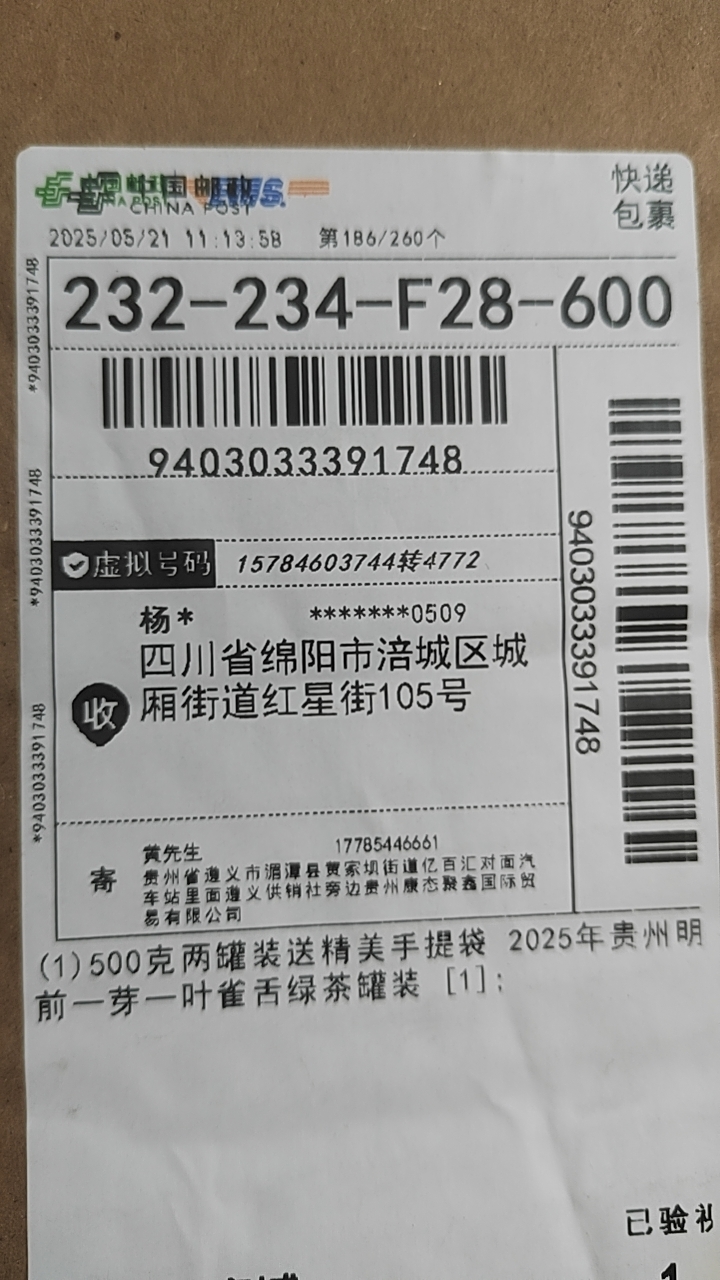 中国邮政
CHINA POST
快递
包裹
2025/05/21 11:13:58 第186/260个
232-234-F28-600
*9403033391748
*9403033391748
*9403033391748
9403033391748
9403033391748
虚拟号码 15784603744转4772
杨* *******0509
四川省绵阳市涪城区城
厢街道红星街105号
收
寄
黄先生 17785446661
贵州省遵义市湄潭县黄家坝街道亿百汇对面汽
车站里面遵义供销社旁边贵州康态聚鑫国际贸
易有限公司
(1)500克两罐装送精美手提袋 2025年贵州明
前一芽一叶雀舌绿茶罐装 [1];
已验视